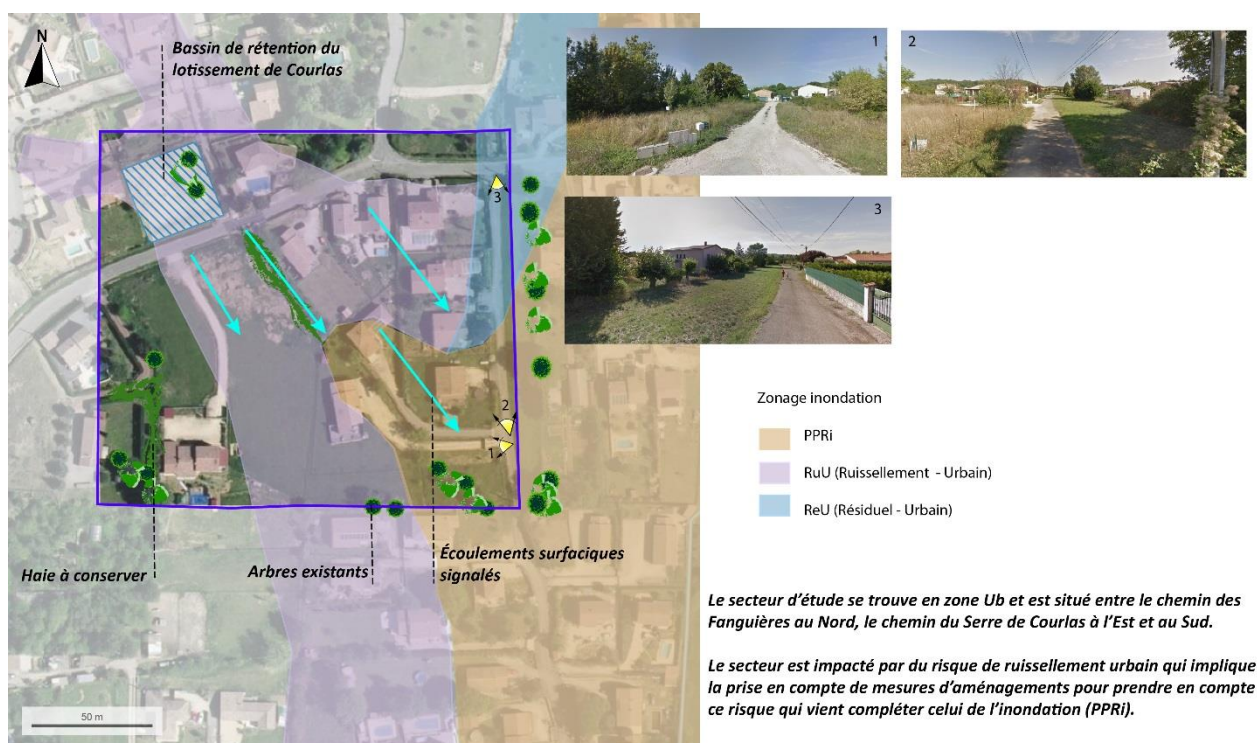 N
Bassin de rétention du
lotissement de Courlas
3
2
1
Haie à conserver
Arbres existants
Écoulements surfaciques
signalés
50 m
1
2
3
Zonage inondation
PPRi
RuU (Ruissellement - Urbain)
ReU (Résiduel - Urbain)
Le secteur d’étude se trouve en zone Ub et est situé entre le chemin des
Fanguières au Nord, le chemin du Serre de Courlas à l’Est et au Sud.
Le secteur est impacté par du risque de ruissellement urbain qui implique
la prise en compte de mesures d’aménagements pour prendre en compte
ce risque qui vient compléter celui de l’inondation (PPRi).